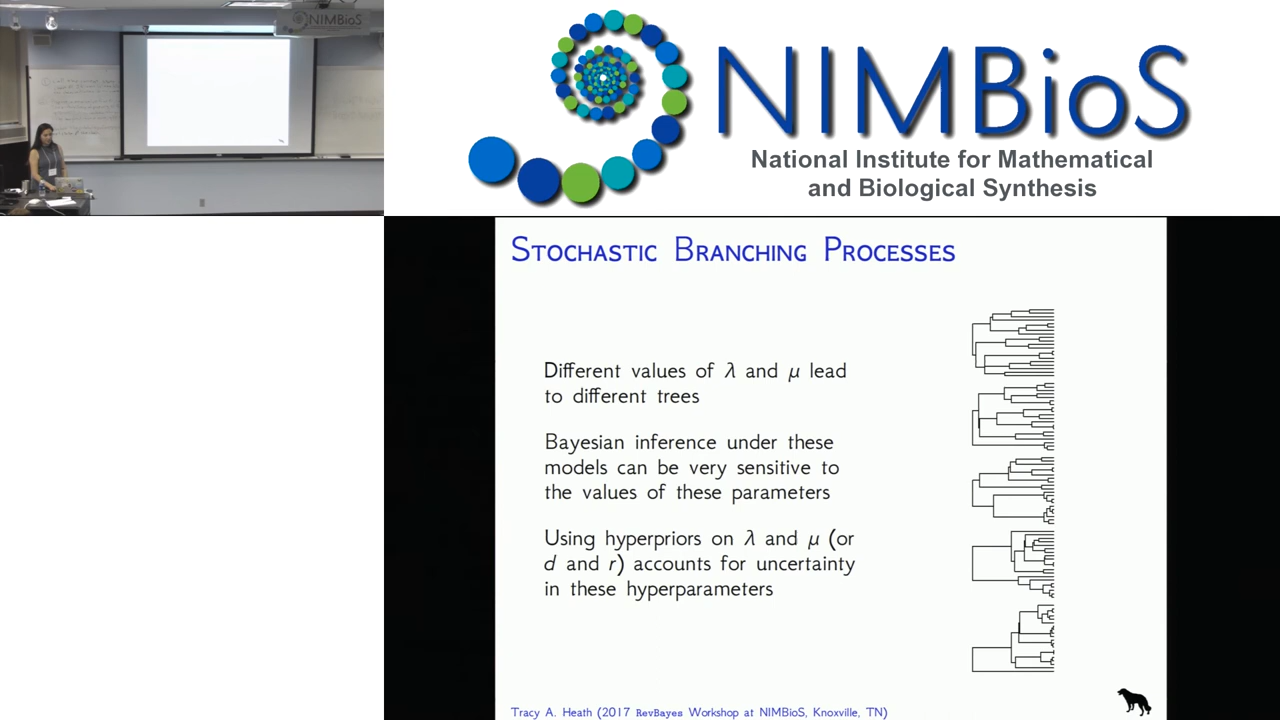 NIMBioS
NIMBioS
National Institute for Mathematical
and Biological Synthesis
Stochastic Branching Processes
Different values of λ and μ lead
to different trees
Bayesian inference under these
models can be very sensitive to
the values of these parameters
Using hyperpriors on λ and μ (or
d and r) accounts for uncertainty
in these hyperparameters
Tracy A. Heath (2017 RevBayes Workshop at NIMBioS, Knoxville, TN)